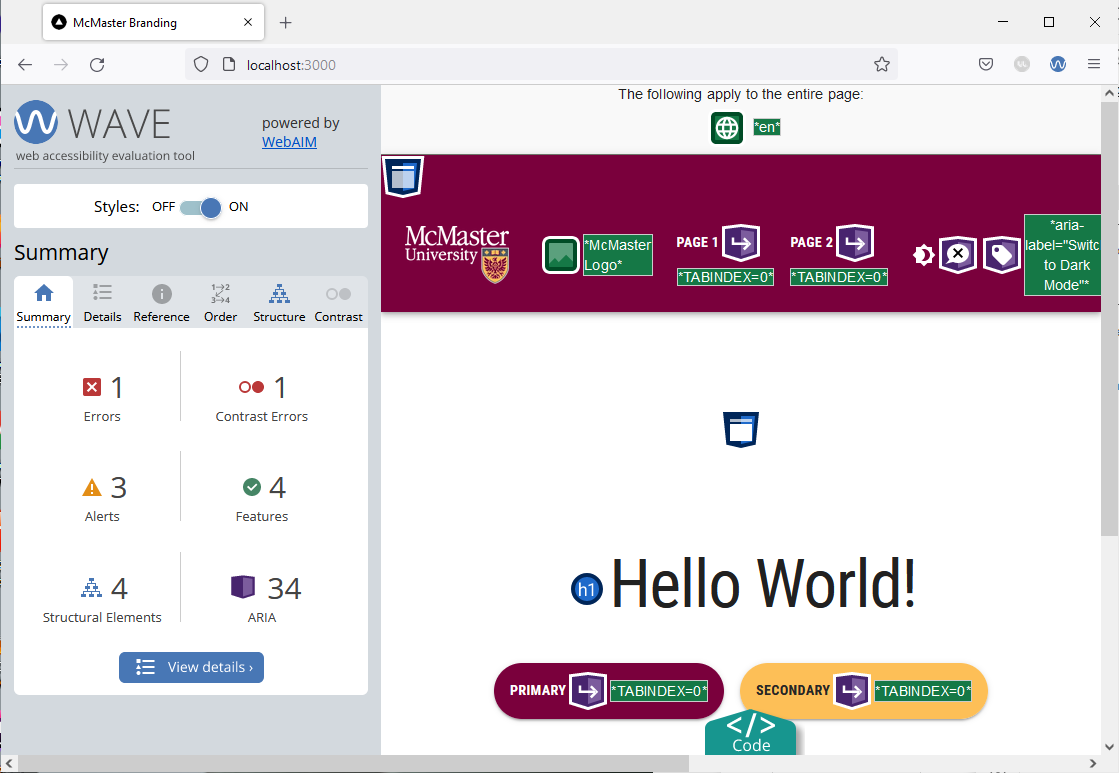 McMaster Branding
localhost:3000
WAVE
web accessibility evaluation tool
powered by
WebAIM
Styles: OFF ON
Summary
Summary Details Reference Order Structure Contrast
1
Errors
1
Contrast Errors
3
Alerts
4
Features
4
Structural Elements
34
ARIA
View details ›
The following apply to the entire page:
*en*
McMaster
University
*McMaster
Logo*
PAGE 1
*TABINDEX=0*
PAGE 2
*TABINDEX=0*
*aria-
label="Switc
to Dark
Mode"*
h1 Hello World!
PRIMARY *TABINDEX=0*
SECONDARY *TABINDEX=0*
</>
Code